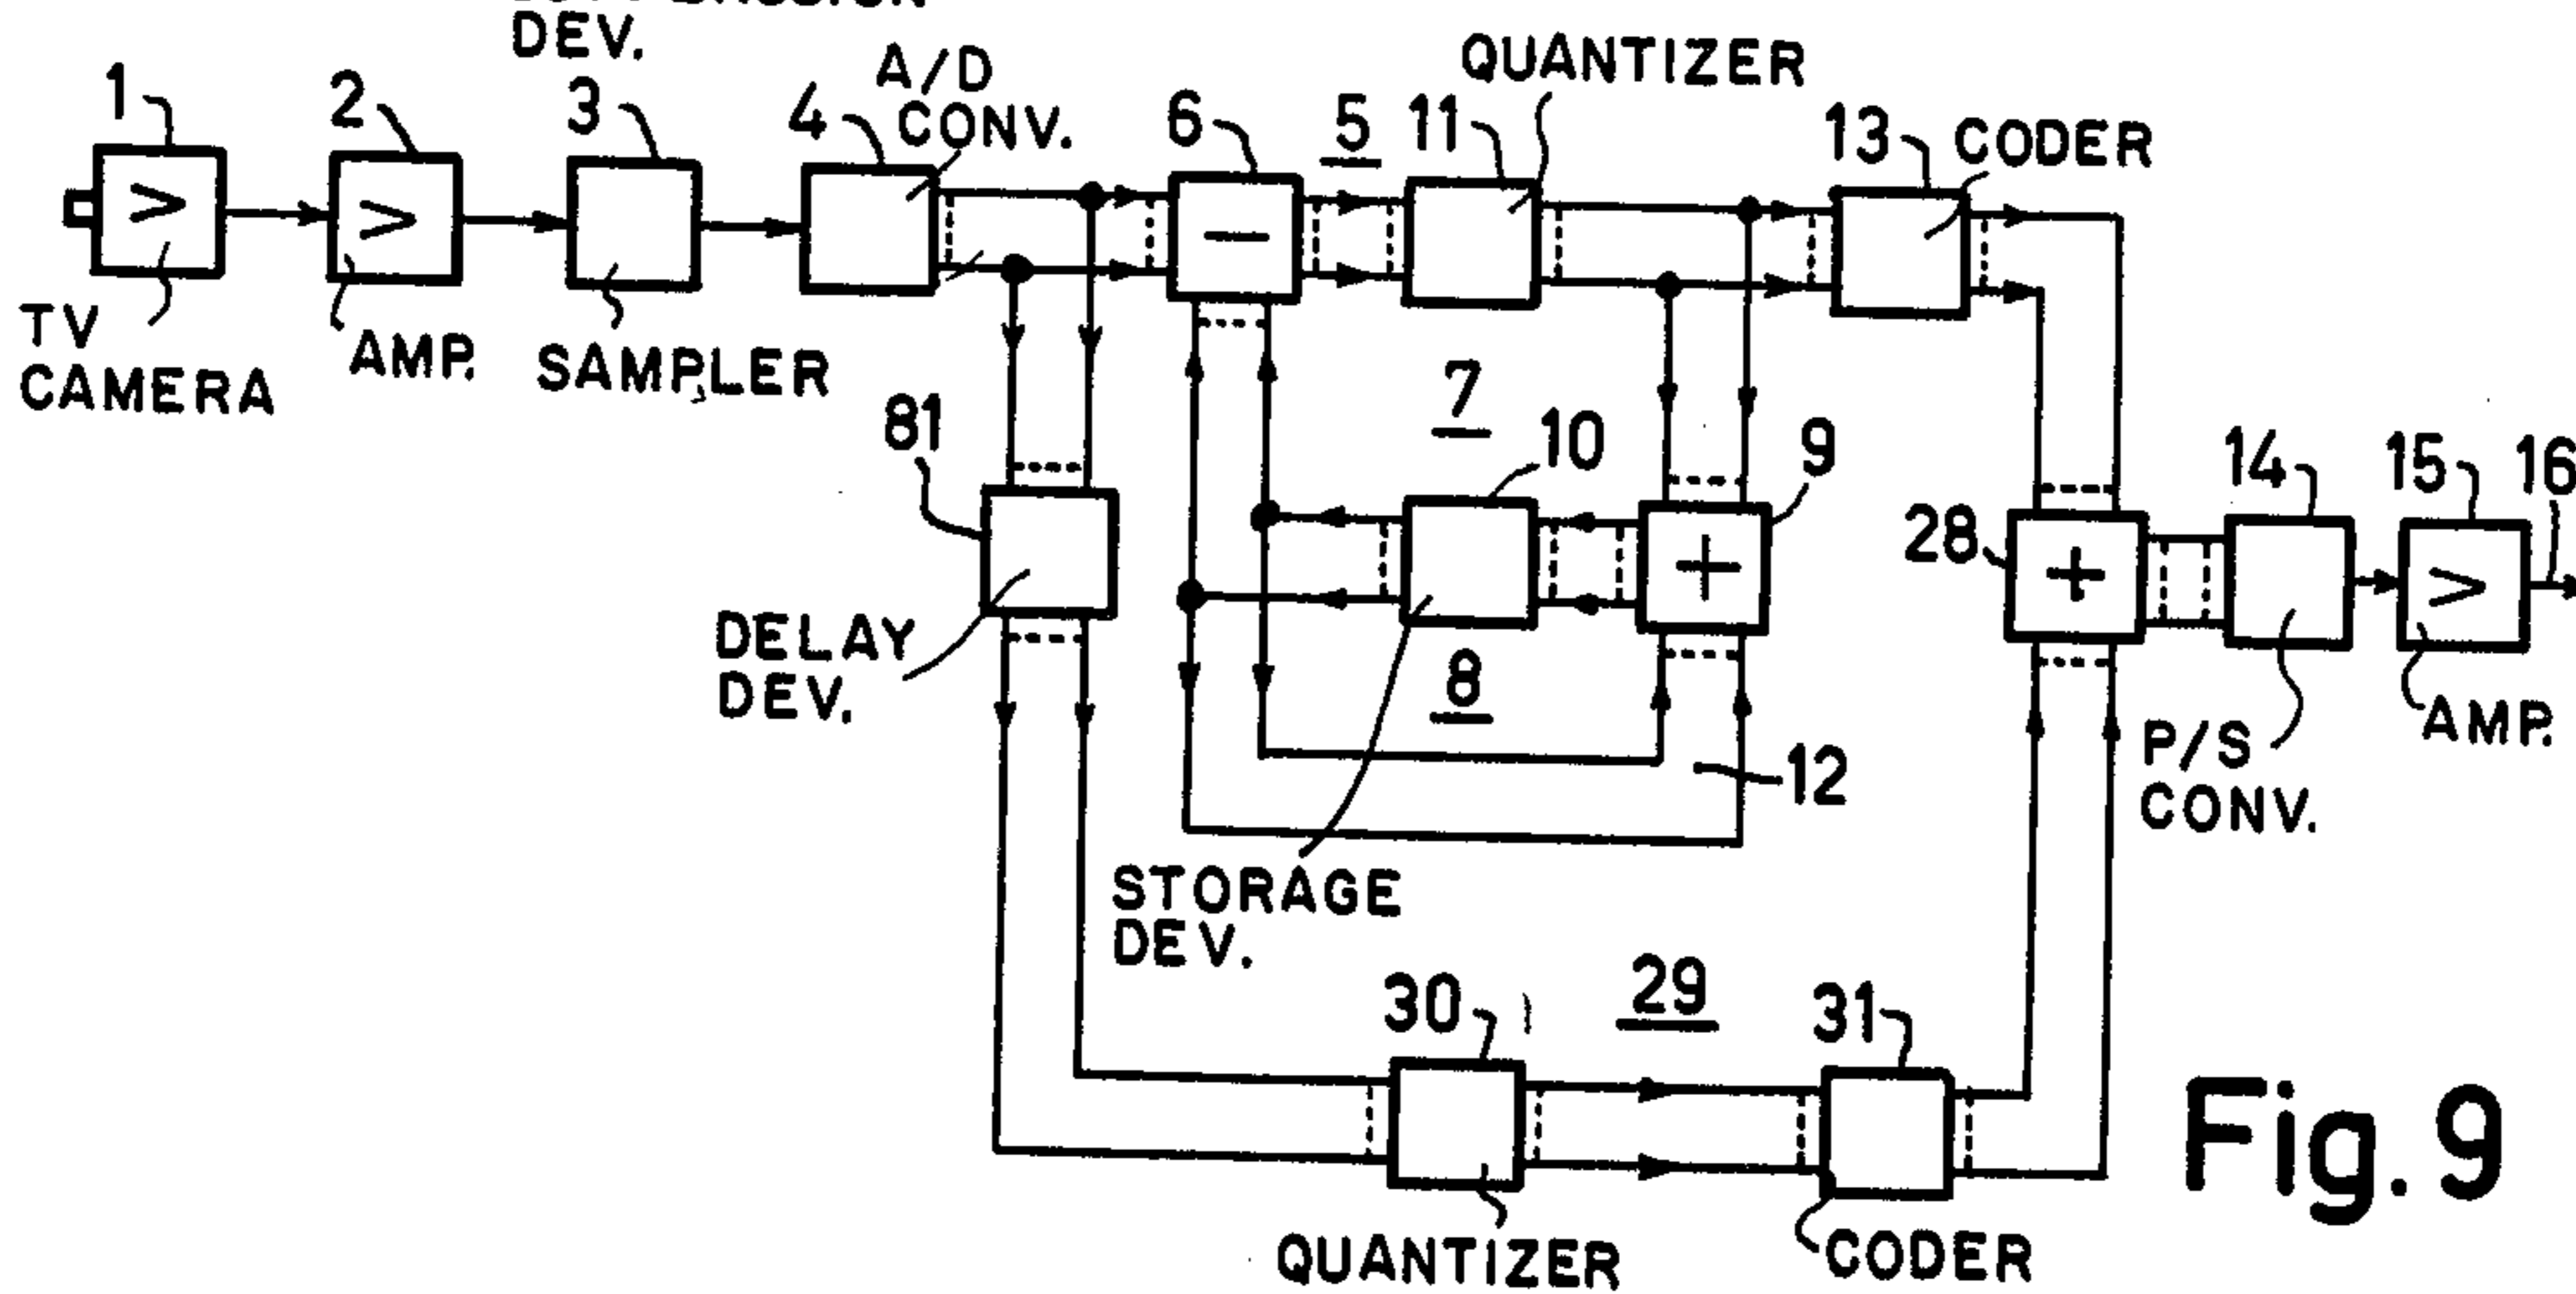 DEV.
QUANTIZER
1
2
3
4
A/D
CONV.
6
5
11
13
CODER
TV
CAMERA
AMP.
SAMPLER
81
7
10
9
28
14
15
16
DELAY
DEV.
8
12
P/S
CONV.
AMP.
STORAGE
DEV.
30
29
31
QUANTIZER
CODER
Fig. 9